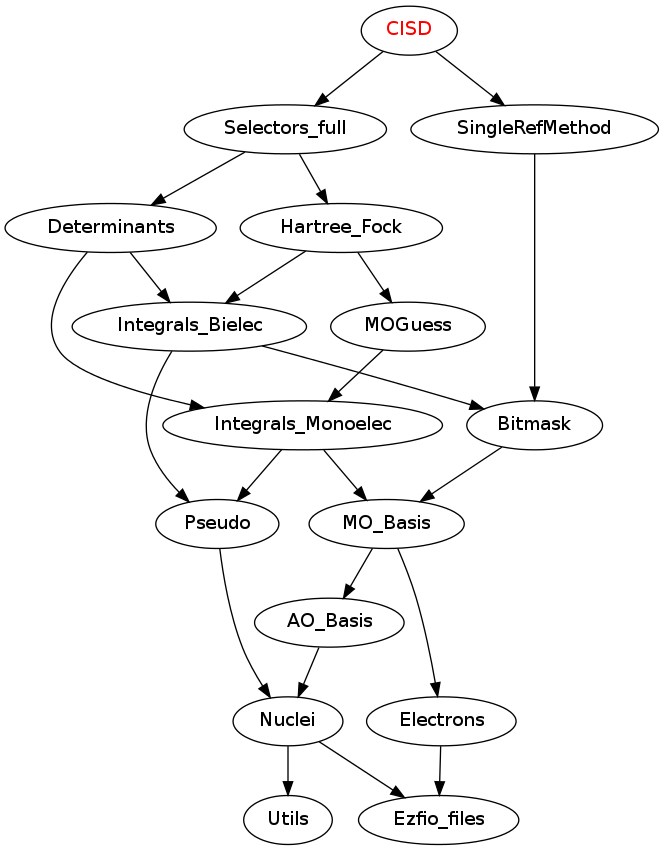 CISD
Selectors_full
SingleRefMethod
Determinants
Hartree_Fock
Integrals_Bielec
MOGuess
Integrals_Monoelec
Bitmask
Pseudo
MO_Basis
AO_Basis
Nuclei
Electrons
Utils
Ezfio_files